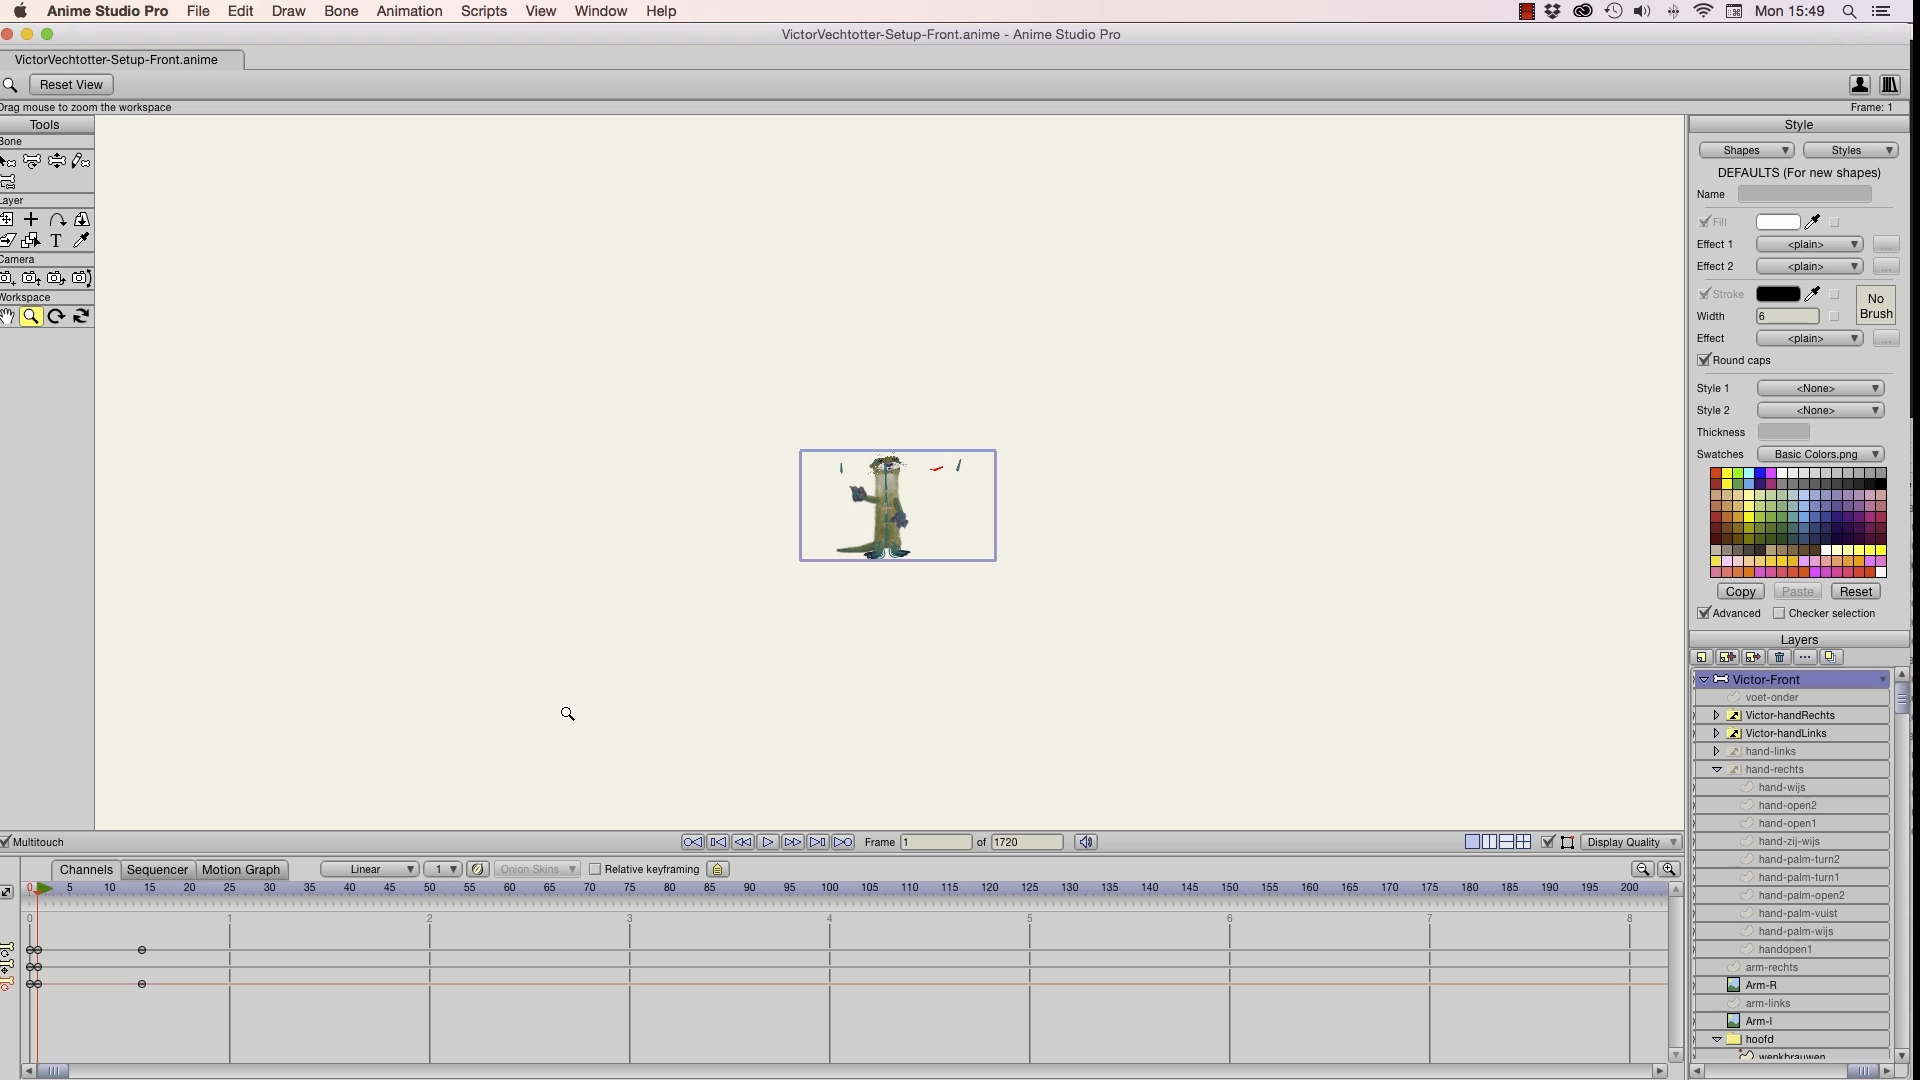 Anime Studio Pro File Edit Draw Bone Animation Scripts View Window Help Mon 15:49
VictorVechtotter-Setup-Front.anime - Anime Studio Pro
VictorVechtotter-Setup-Front.anime
Reset View
Drag mouse to zoom the workspace Frame: 1
Tools
Bone
Layer
T
Camera
Workspace
Style
Shapes Styles
DEFAULTS (For new shapes)
Name
Fill
Effect 1 <plain> ...
Effect 2 <plain> ...
Stroke
No Brush
Width 6
Effect <plain> ...
Round caps
Style 1 <None>
Style 2 <None>
Thickness
Swatches Basic Colors.png
Copy Paste Reset
Advanced Checker selection
Layers
Victor-Front
voet-onder
Victor-handRechts
Victor-handLinks
hand-links
hand-rechts
hand-wijs
hand-open2
hand-open1
hand-zij-wijs
hand-palm-turn2
hand-palm-turn1
hand-palm-open2
hand-palm-vuist
hand-palm-wijs
handopen1
arm-rechts
Arm-R
arm-links
Arm-l
hoofd
wenkbrauwen
Multitouch Frame 1 of 1720 Display Quality
Channels Sequencer Motion Graph Linear 1 Onion Skins Relative keyframing
0 5 10 15 20 25 30 35 40 45 50 55 60 65 70 75 80 85 90 95 100 105 110 115 120 125 130 135 140 145 150 155 160 165 170 175 180 185 190 195 200
0 1 2 3 4 5 6 7 8